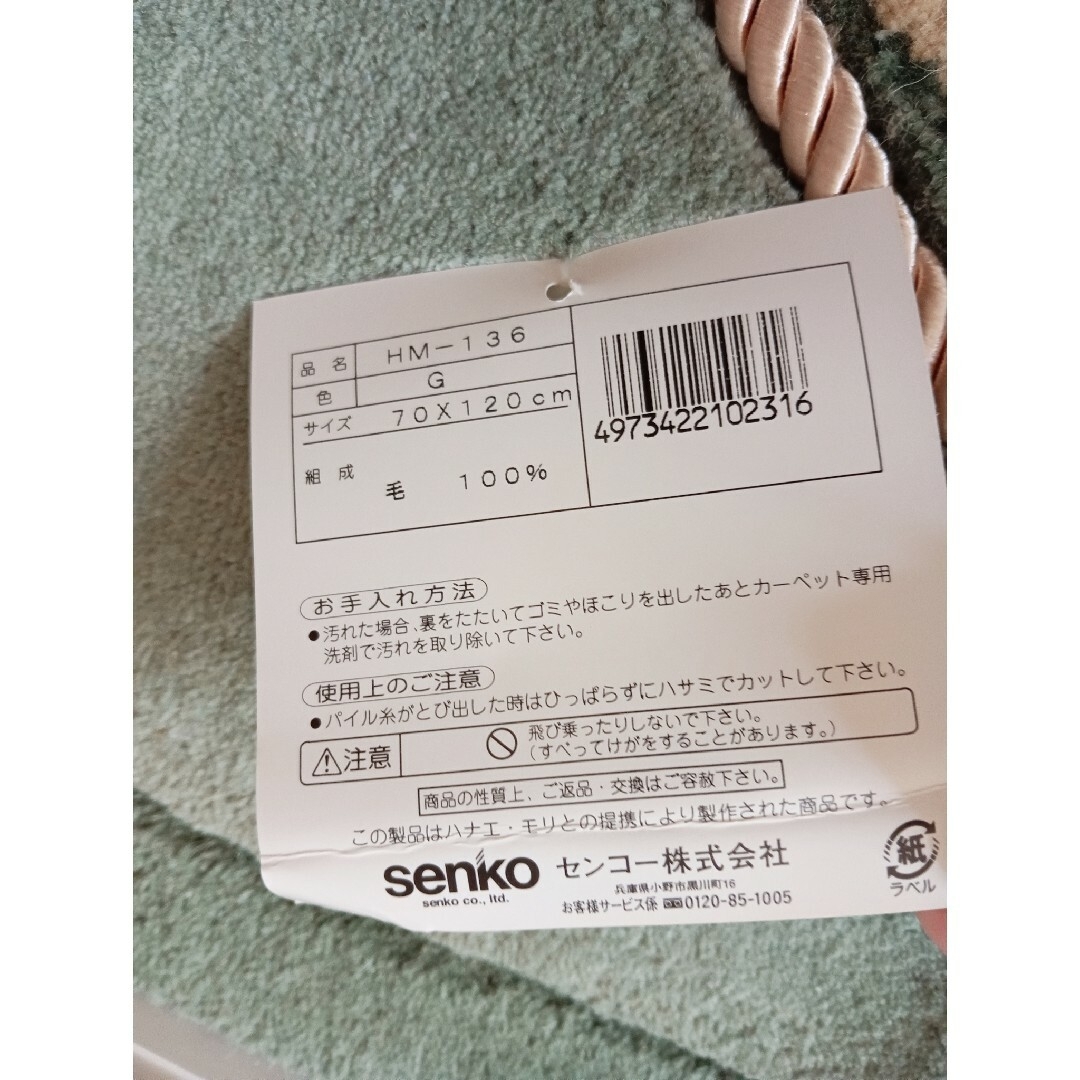 品名 HM-136
色 G
サイズ 70X120cm
組成 毛 100%
4973422102316
お手入れ方法
●汚れた場合、裏をたたいてゴミやほこりを出したあとカーペット専用
洗剤で汚れを取り除いて下さい。
使用上のご注意
●パイル糸がとび出した時はひっぱらずにハサミでカットして下さい。
注意
飛び乗ったりしないで下さい。
(すべってけがをすることがあります。)
商品の性質上、ご返品・交換はご容赦下さい。
この製品はハナエ・モリとの提携により製作された商品です。
senko センコー株式会社
senko co., ltd.
兵庫県小野市黒川町16
お客様サービス係 0120-85-1005
紙
ラベル